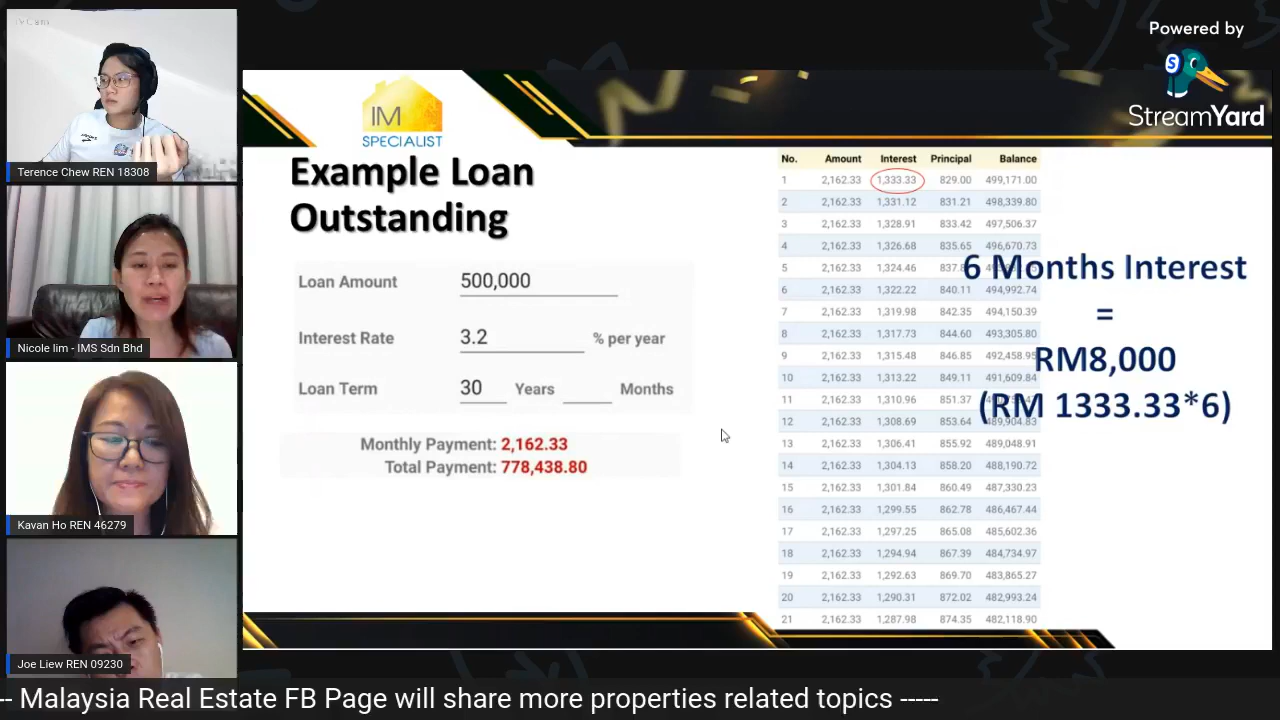 iVCam
Terence Chew REN 18308
Nicole lim - IMS Sdn Bhd
Kavan Ho REN 46279
Joe Liew REN 09230
Powered by
S
StreamYard
IM
SPECIALIST
Example Loan
Outstanding
Loan Amount 500,000
Interest Rate 3.2 % per year
Loan Term 30 Years Months
Monthly Payment: 2,162.33
Total Payment: 778,438.80
No. Amount Interest Principal Balance
1 2,162.33 1,333.33 829.00 499,171.00
2 2,162.33 1,331.12 831.21 498,339.80
3 2,162.33 1,328.91 833.42 497,506.37
4 2,162.33 1,326.68 835.65 496,670.73
5 2,162.33 1,324.46
6 2,162.33 1,322.22 840.11 494,992.74
7 2,162.33 1,319.98 842.35 494,150.39
8 2,162.33 1,317.73 844.60 493,305.80
9 2,162.33 1,315.48 846.85 492,458.95
10 2,162.33 1,313.22 849.11 491,609.84
11 2,162.33 1,310.96 851.37
12 2,162.33 1,308.69 853.64 489,904.83
13 2,162.33 1,306.41 855.92 489,048.91
14 2,162.33 1,304.13 858.20 488,190.72
15 2,162.33 1,301.84 860.49 487,330.23
16 2,162.33 1,299.55 862.78 486,467.44
17 2,162.33 1,297.25 865.08 485,602.36
18 2,162.33 1,294.94 867.39 484,734.97
19 2,162.33 1,292.63 869.70 483,865.27
20 2,162.33 1,290.31 872.02 482,993.24
21 2,162.33 1,287.98 874.35 482,118.90
6 Months Interest
=
RM8,000
(RM 1333.33*6)
-- Malaysia Real Estate FB Page will share more properties related topics -----